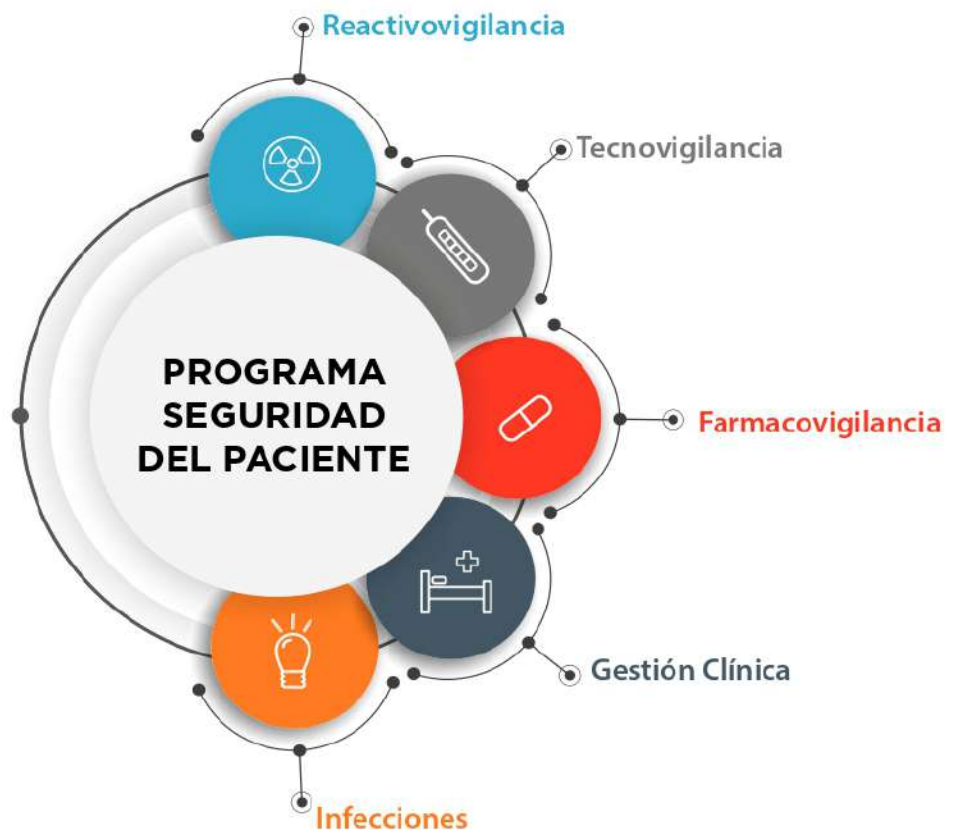 Reactivovigilancia
Tecnovigilancia
PROGRAMA
SEGURIDAD
DEL PACIENTE
Farmacovigilancia
Gestión Clínica
Infecciones